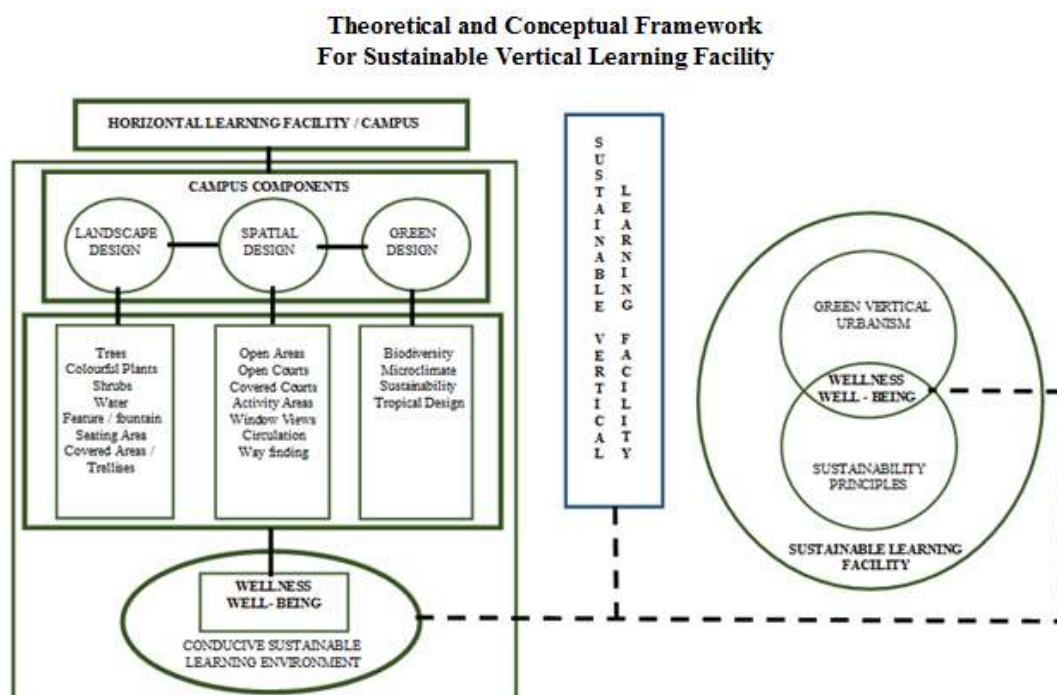 Theoretical and Conceptual Framework
For Sustainable Vertical Learning Facility
HORIZONTAL LEARNING FACILITY / CAMPUS
CAMPUS COMPONENTS
LANDSCAPE
DESIGN
SPATIAL
DESIGN
GREEN
DESIGN
Trees
Colourful Plants
Shrubs
Water
Feature / fountain
Seating Area
Covered Areas /
Trellises
Open Areas
Open Courts
Covered Courts
Activity Areas
Window Views
Circulation
Way finding
Biodiversity
Microclimate
Sustainability
Tropical Design
WELLNESS
WELL- BEING
CONDUCIVE SUSTAINABLE
LEARNING ENVIRONMENT
SUSTAINABLE VERTICAL
LEARNING FACILITY
GREEN VERTICAL
URBANISM
WELLNESS
WELL - BEING
SUSTAINABILITY
PRINCIPLES
SUSTAINABLE LEARNING
FACILITY